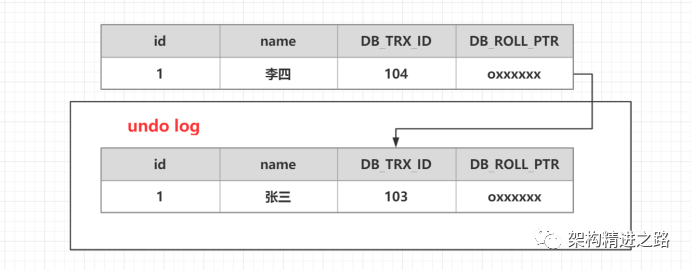 id name DB_TRX_ID DB_ROLL_PTR
1 李四 104 oxxxxxx
undo log
id name DB_TRX_ID DB_ROLL_PTR
1 张三 103 oxxxxxx
架构精进之路